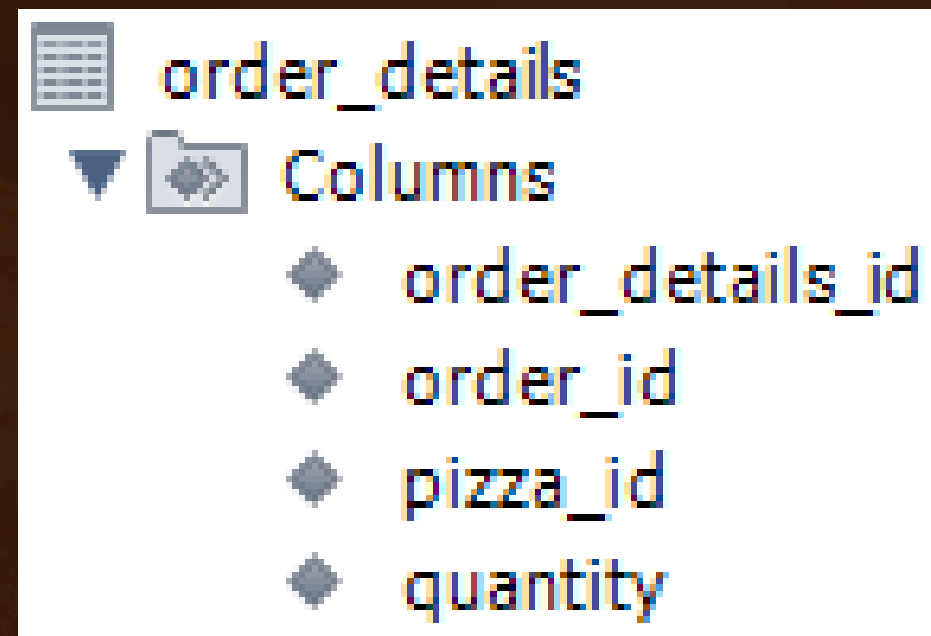 order_details
Columns
order_details_id
order_id
pizza_id
quantity